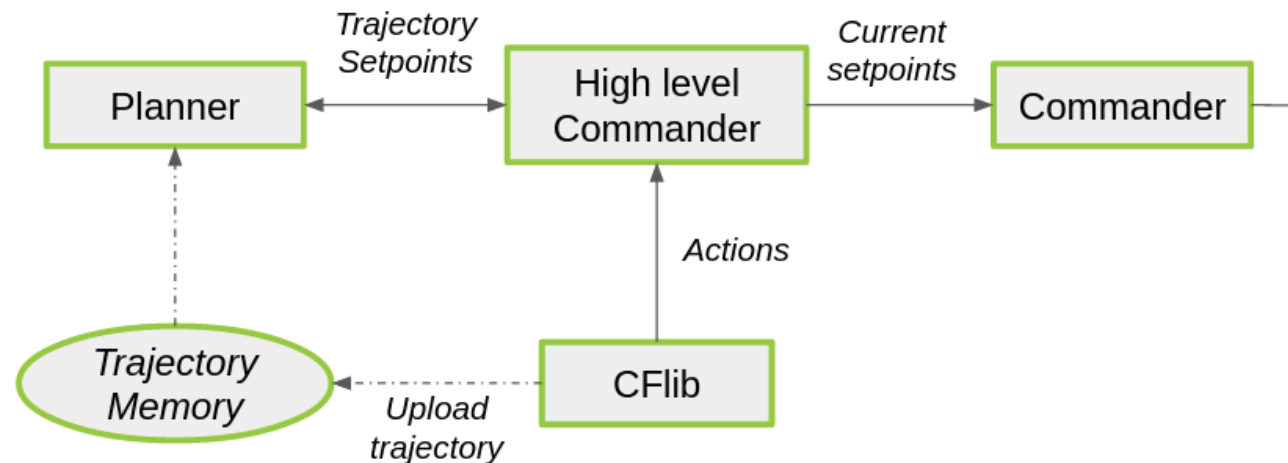 Trajectory
Setpoints
Current
setpoints
Planner
High level
Commander
Commander
Actions
Trajectory
Memory
CFlib
Upload
trajectory